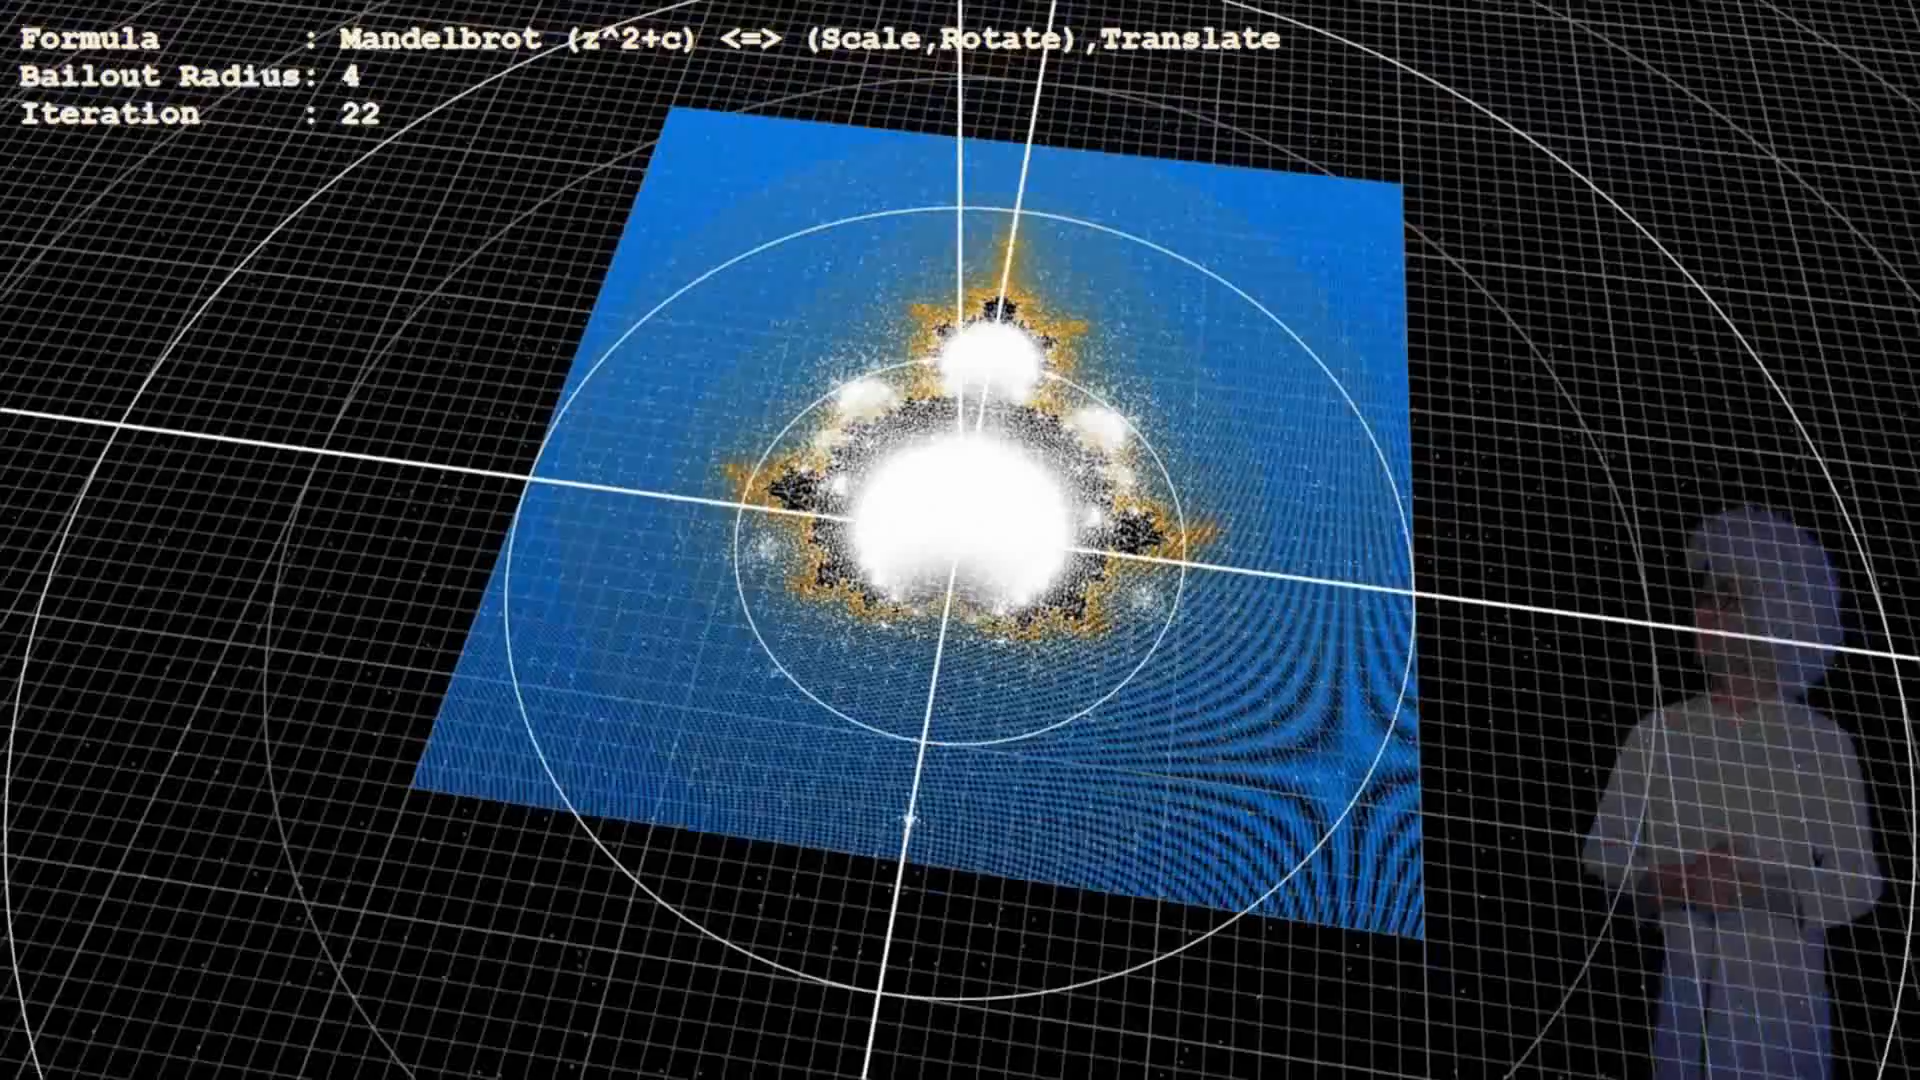 Formula : Mandelbrot (z^2+c) <=> (Scale,Rotate),Translate
Bailout Radius: 4
Iteration : 22